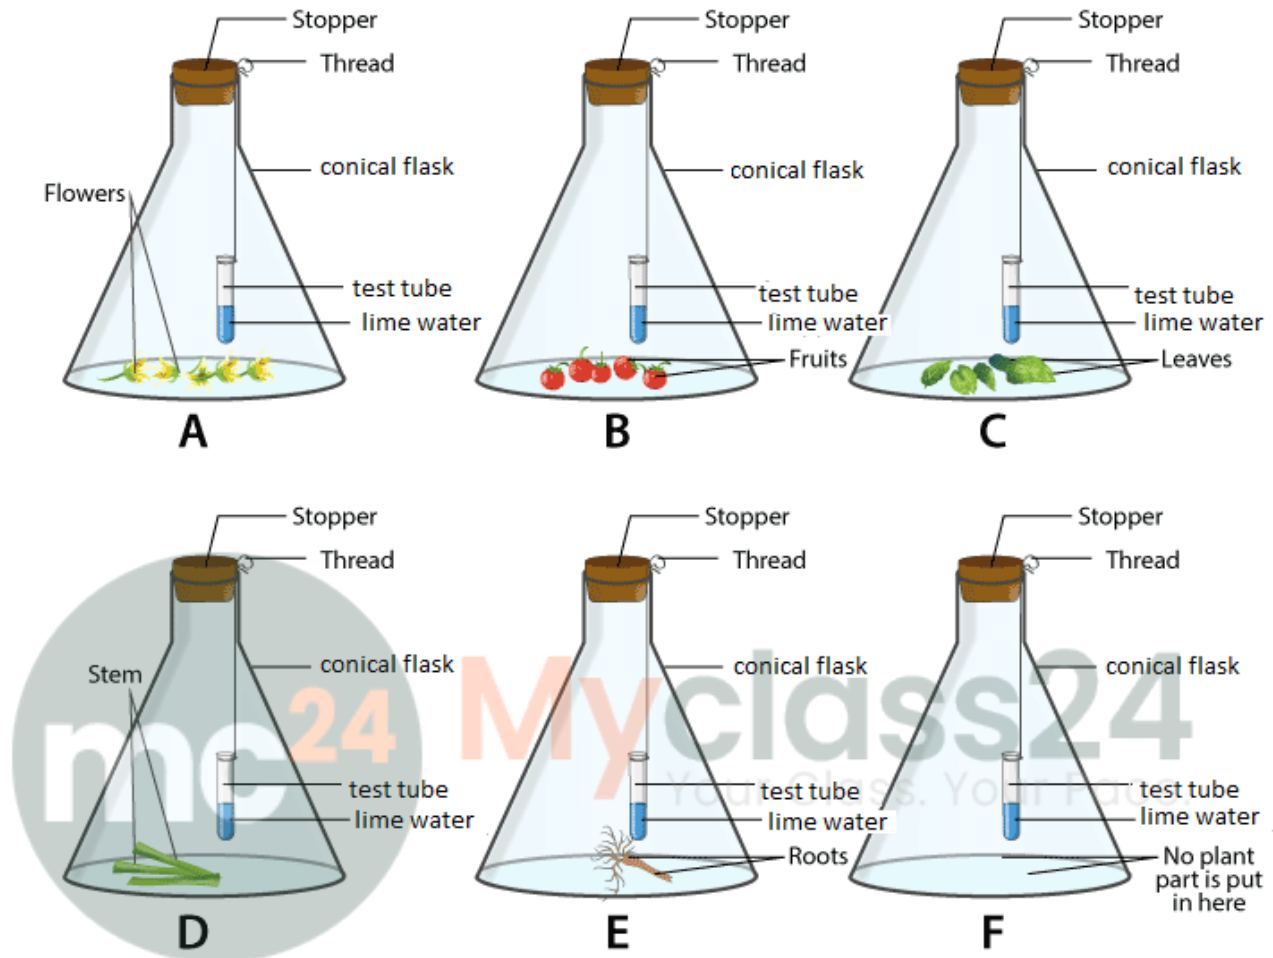 Stopper
Thread
conical flask
Flowers
test tube
lime water
A
Stopper
Thread
conical flask
test tube
lime water
Fruits
B
Stopper
Thread
conical flask
test tube
lime water
Leaves
C
Stopper
Thread
conical flask
Stem
test tube
lime water
D
Stopper
Thread
conical flask
test tube
lime water
Roots
E
Stopper
Thread
conical flask
test tube
lime water
No plant
part is put
in here
F
mc24
Myclass24
Your Class. Your Pace.